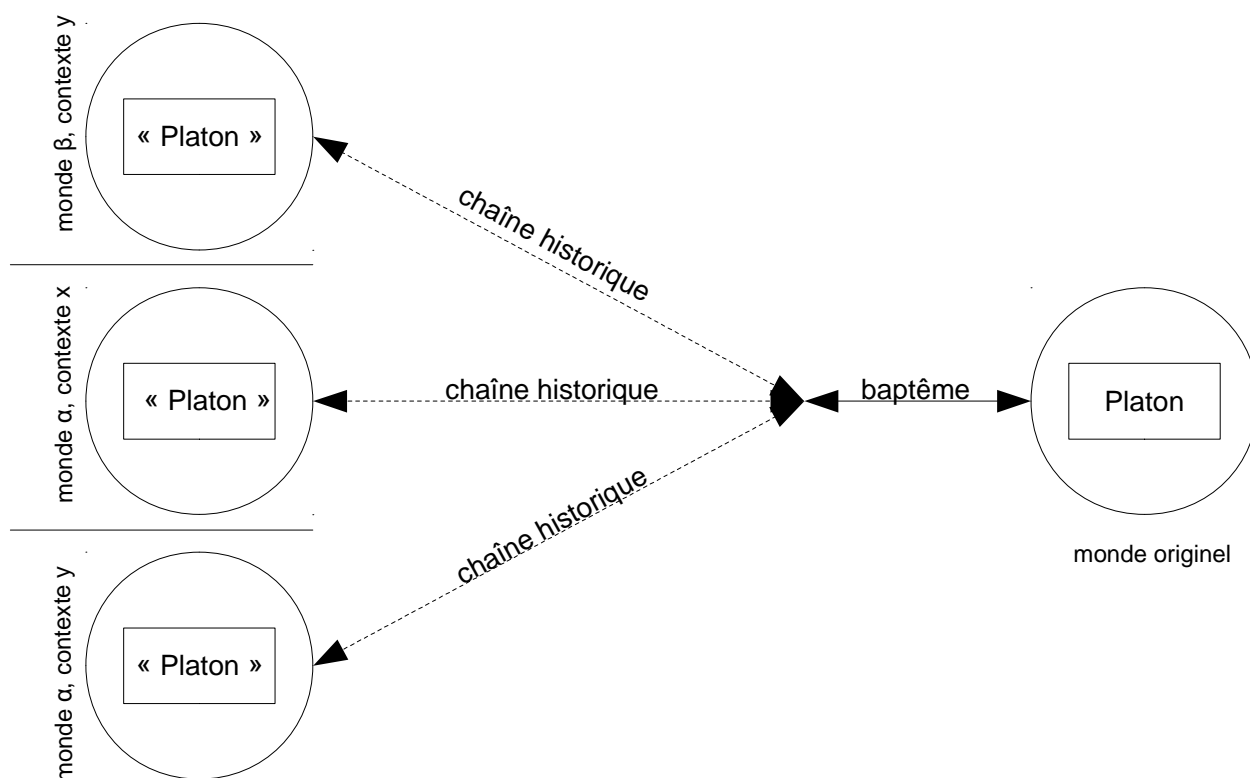 monde β, contexte y
« Platon »
chaîne historique
monde α, contexte x
« Platon »
chaîne historique
baptême
Platon
monde originel
chaîne historique
monde α, contexte y
« Platon »